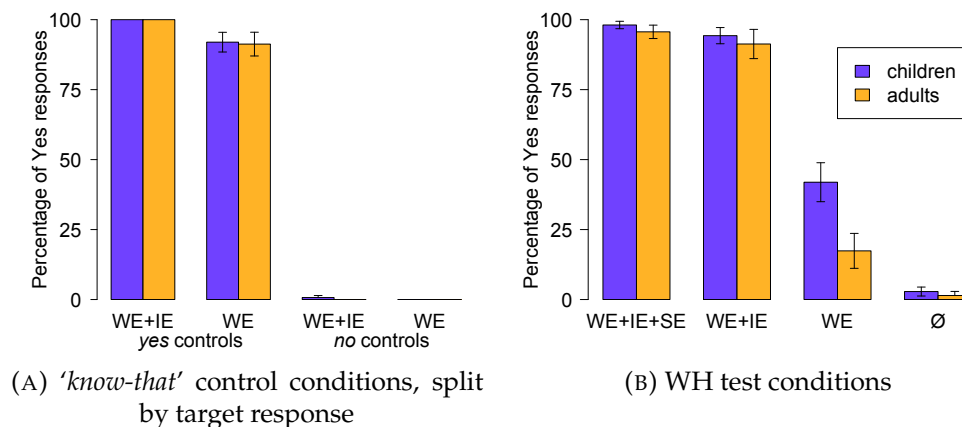 Percentage of Yes responses
100
75
50
25
0
WE+IE WE WE+IE WE
yes controls no controls
(A) ‘know-that’ control conditions, split
by target response
Percentage of Yes responses
100
75
50
25
0
children
adults
WE+IE+SE WE+IE WE Ø
(B) WH test conditions